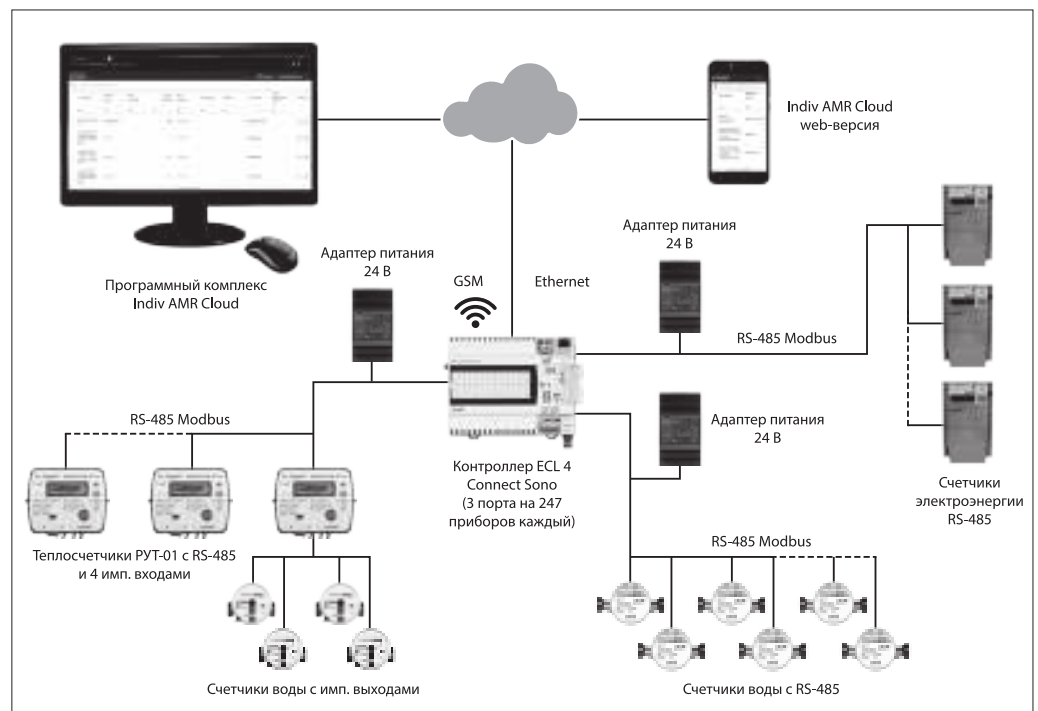 Indiv AMR Cloud
web-версия
Адаптер питания
24 В
Адаптер питания
24 В
Программный комплекс
Indiv AMR Cloud
GSM
Ethernet
RS-485 Modbus
RS-485 Modbus
Адаптер питания
24 В
Контроллер ECL 4
Connect Sono
(3 порта на 247
приборов каждый)
Счетчики
электроэнергии
RS-485
Теплосчетчики РУТ-01 с RS-485
и 4 имп. входами
RS-485 Modbus
Счетчики воды с имп. выходами
Счетчики воды с RS-485